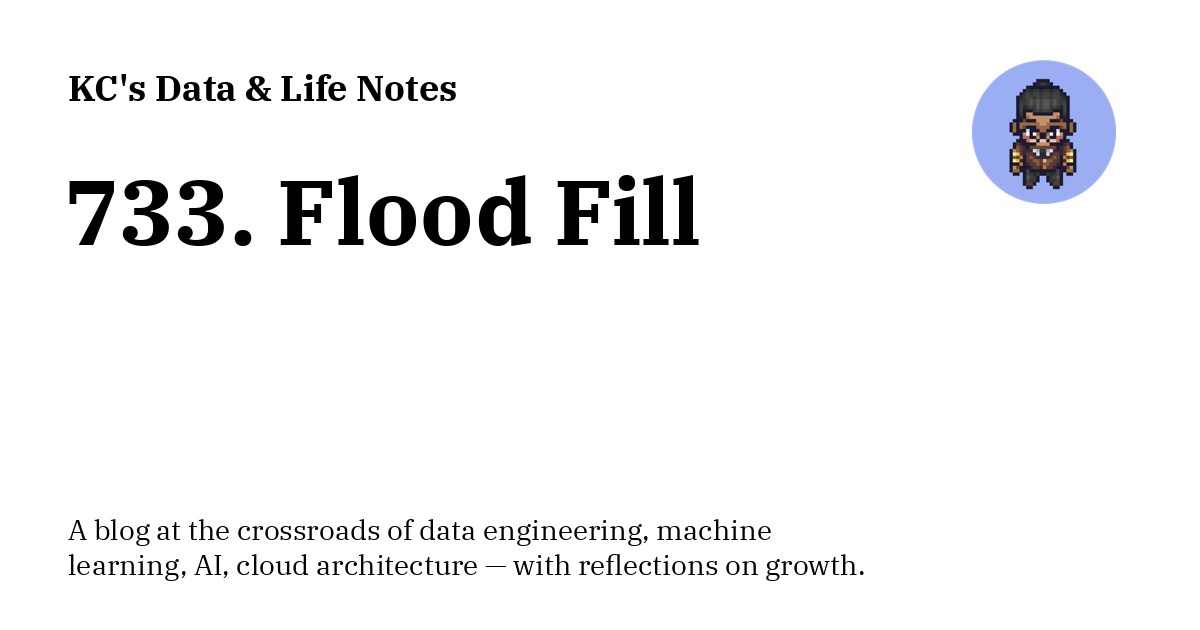 KC's Data & Life Notes
733. Flood Fill
A blog at the crossroads of data engineering, machine
learning, AI, cloud architecture — with reflections on growth.